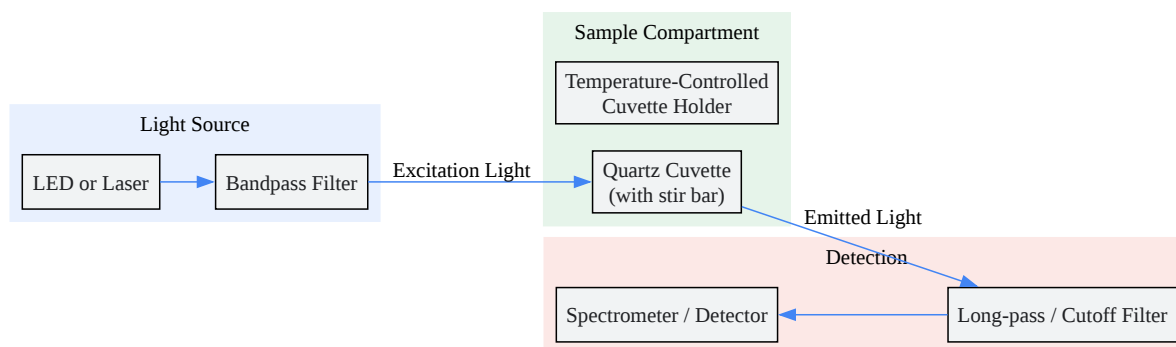 Sample Compartment
Temperature-Controlled
Cuvette Holder
Light Source
LED or Laser
Bandpass Filter
Excitation Light
Quartz Cuvette
(with stir bar)
Emitted Light
Detection
Spectrometer / Detector
Long-pass / Cutoff Filter